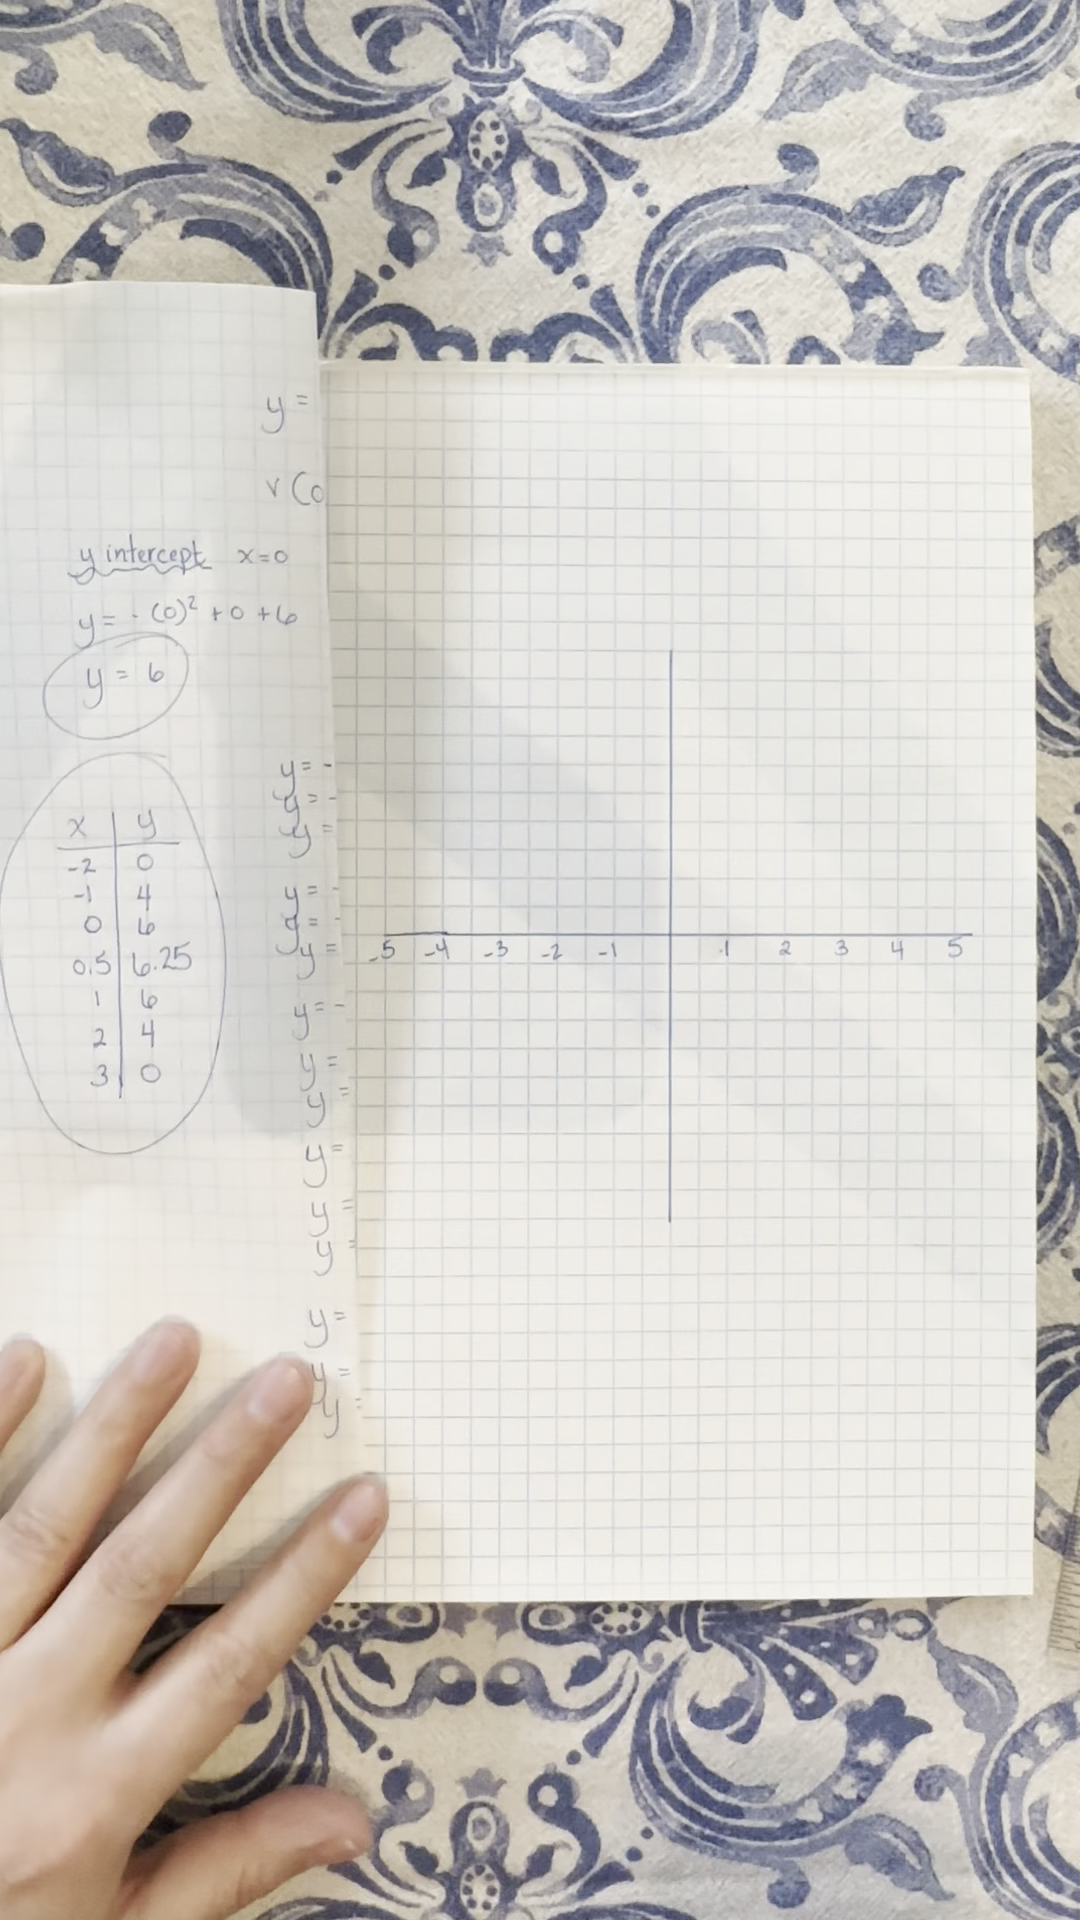 y =
v (0
y intercept x=0
y = - (0)² + 0 + 6
y = 6
y = -
y = -
y =
x y
-2 0
-1 4
0 6
0.5 6.25
1 6
2 4
3 0
y = -
y = -
y =
y = -
y =
y =
y =
y =
y =
y =
y =
y =
-5 -4 -3 -2 -1 1 2 3 4 5